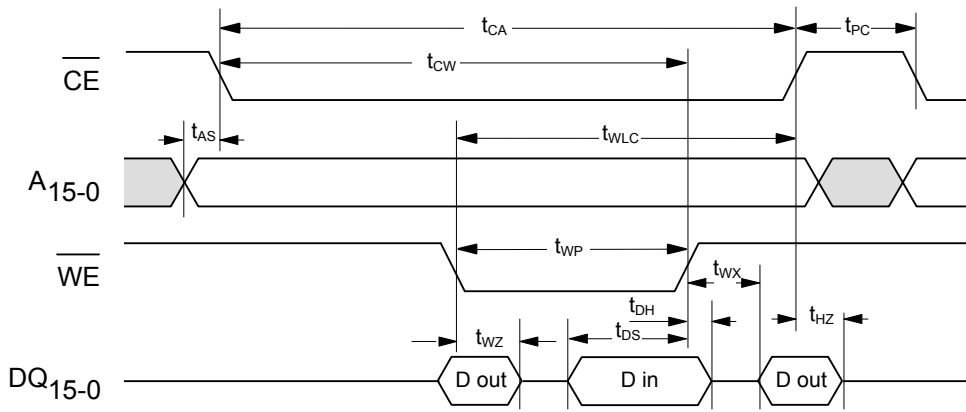 tCA
tPC
CE
tCW
tAS
tWLC
A15-0
tWP
WE
tWX
tDH
tHZ
tWZ
tDS
DQ15-0
D out
D in
D out